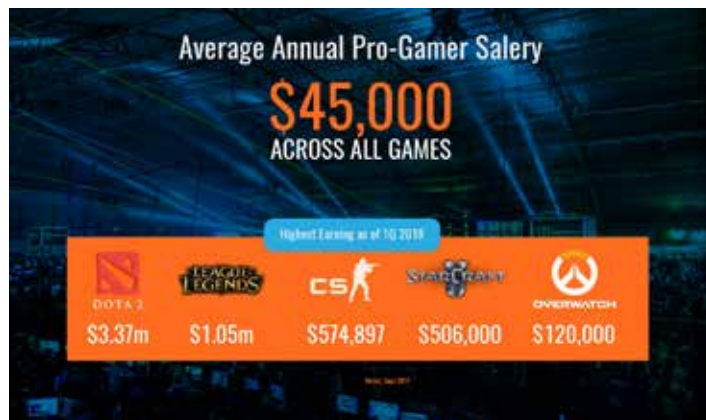 Average Annual Pro-Gamer Salery
$45,000
ACROSS ALL GAMES
Highest Earning as of 1Q 2018
DOTA 2
LEAGUE OF LEGENDS
CS
STARCRAFT
OVERWATCH
$3.37m
$1.05m
$574,897
$506,000
$120,000